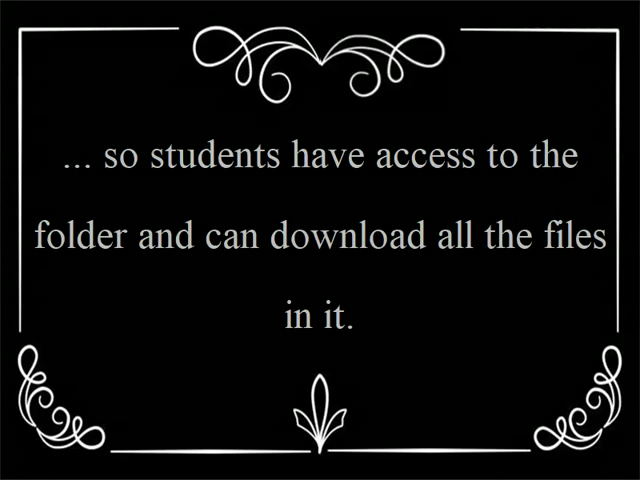 ... so students have access to the
folder and can download all the files
in it.